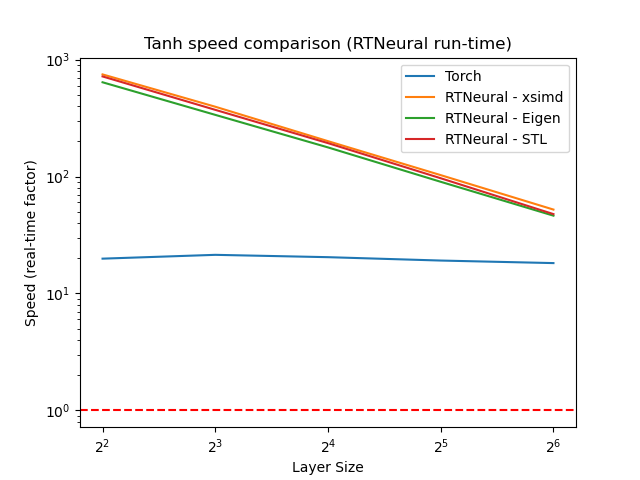 Tanh speed comparison (RTNeural run-time)
Torch
RTNeural - xsimd
RTNeural - Eigen
RTNeural - STL
Speed (real-time factor)
10³
10²
10¹
10⁰
2² 2³ 2⁴ 2⁵ 2⁶
Layer Size